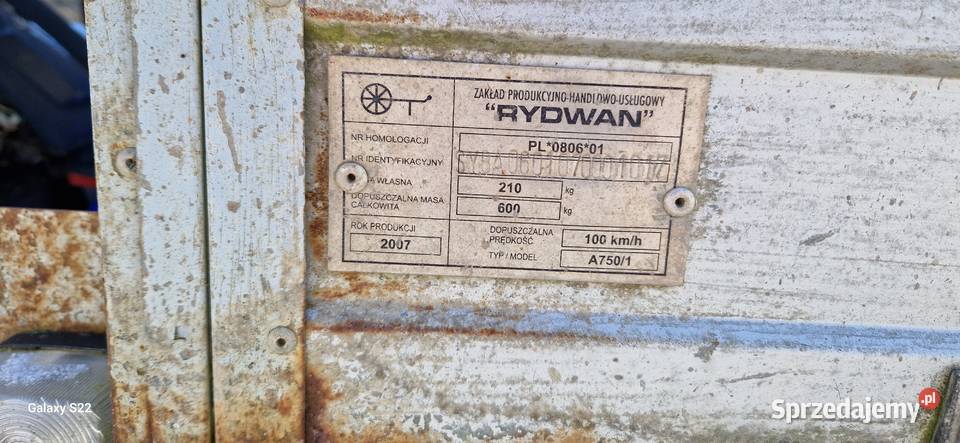 ZAKŁAD PRODUKCYJNO-HANDLOWO-USŁUGOWY
"RYDWAN"
NR HOMOLOGACJI PL*0806*01
NR IDENTYFIKACYJNY
WŁASNA 210 kg
DOPUSZCZALNA MASA
CAŁKOWITA 600 kg
ROK PRODUKCJI
2007
DOPUSZCZALNA
PRĘDKOŚĆ 100 km/h
TYP / MODEL A750/1
Galaxy S22
Sprzedajemy.pl